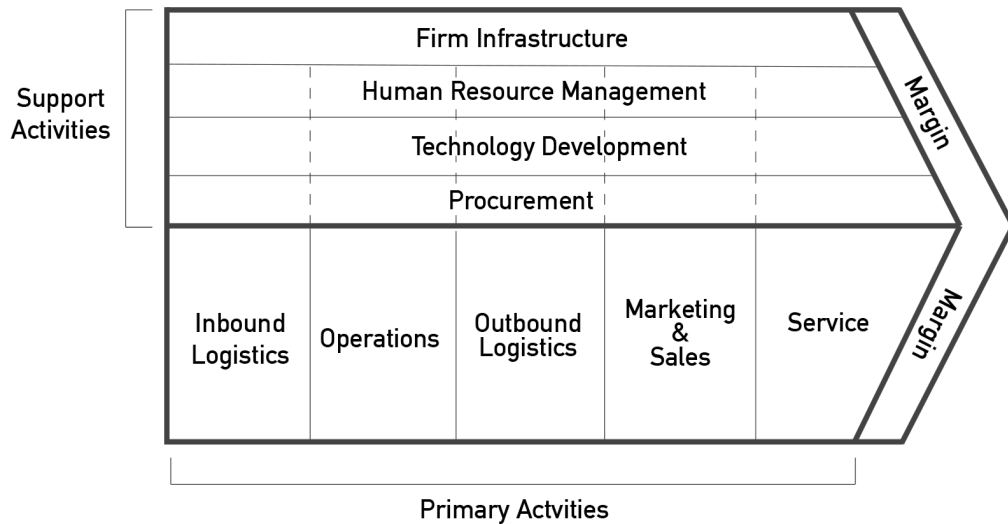 Firm Infrastructure
Human Resource Management
Technology Development
Procurement
Support
Activities
Margin
Inbound
Logistics
Operations
Outbound
Logistics
Marketing
&
Sales
Service
Margin
Primary Actvities